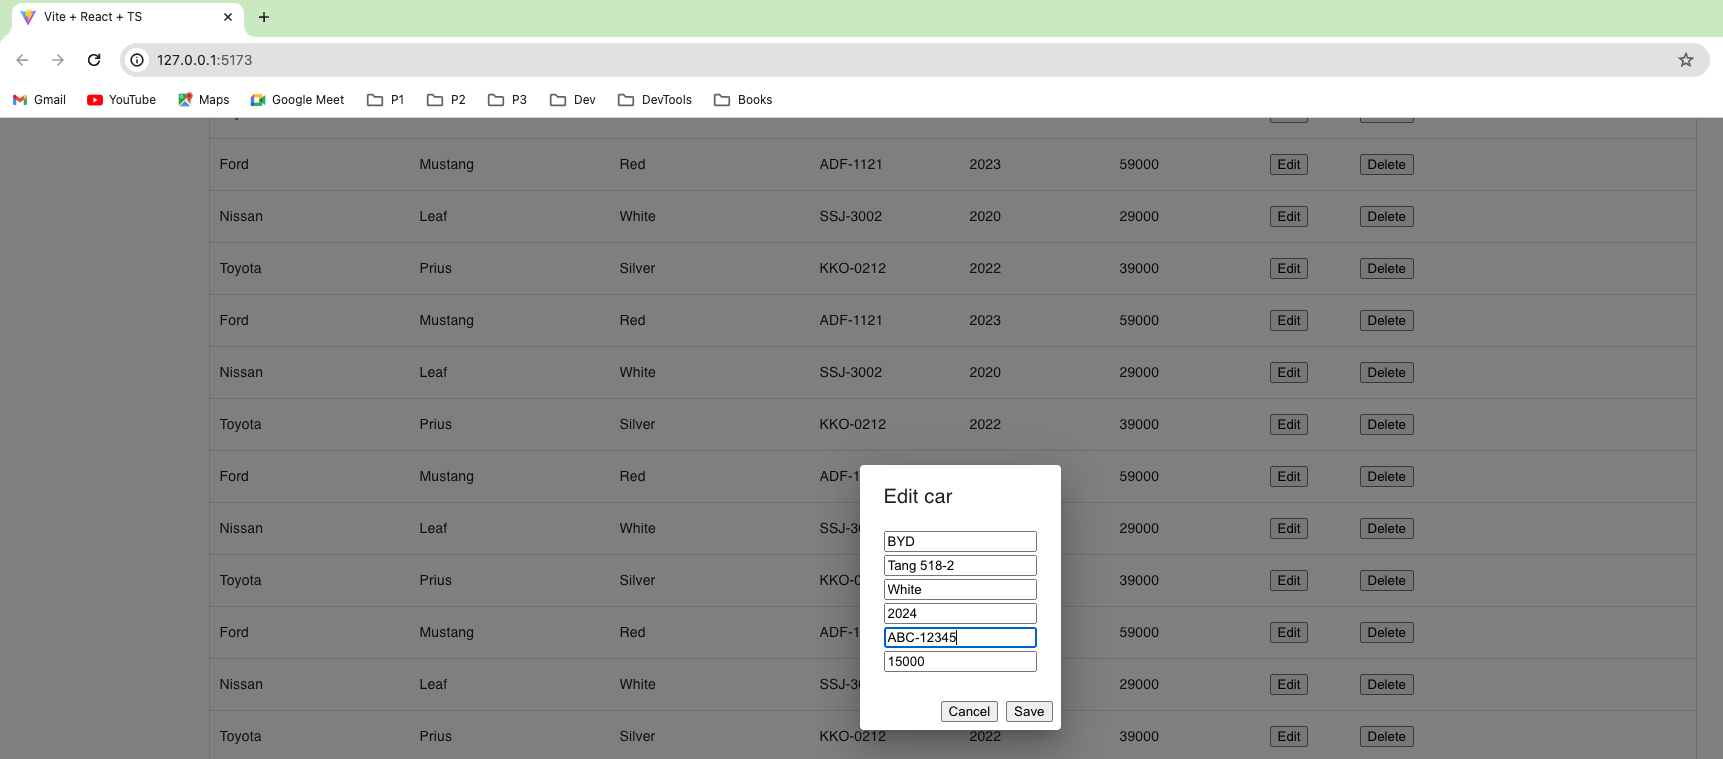 Vite + React + TS
127.0.0.1:5173
Gmail YouTube Maps Google Meet P1 P2 P3 Dev DevTools Books
Ford Mustang Red ADF-1121 2023 59000 Edit Delete
Nissan Leaf White SSJ-3002 2020 29000 Edit Delete
Toyota Prius Silver KKO-0212 2022 39000 Edit Delete
Ford Mustang Red ADF-1121 2023 59000 Edit Delete
Nissan Leaf White SSJ-3002 2020 29000 Edit Delete
Toyota Prius Silver KKO-0212 2022 39000 Edit Delete
Ford Mustang Red ADF-1 59000 Edit Delete
Nissan Leaf White SSJ-3 29000 Edit Delete
Toyota Prius Silver KKO-0 39000 Edit Delete
Ford Mustang Red ADF-1 59000 Edit Delete
Nissan Leaf White SSJ-3 29000 Edit Delete
Toyota Prius Silver KKO-0212 2022 39000 Edit Delete
Edit car
BYD
Tang 518-2
White
2024
ABC-12345
15000
Cancel Save